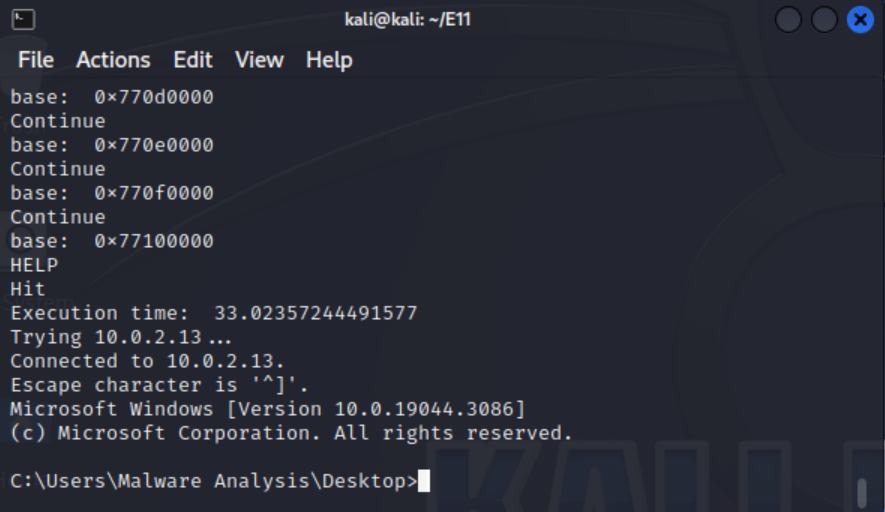 kali@kali: ~/E11
File Actions Edit View Help
base:  0×770d0000
Continue
base:  0×770e0000
Continue
base:  0×770f0000
Continue
base:  0×77100000
HELP
Hit
Execution time:  33.02357244491577
Trying 10.0.2.13...
Connected to 10.0.2.13.
Escape character is '^]'.
Microsoft Windows [Version 10.0.19044.3086]
(c) Microsoft Corporation. All rights reserved.
C:\Users\Malware Analysis\Desktop>